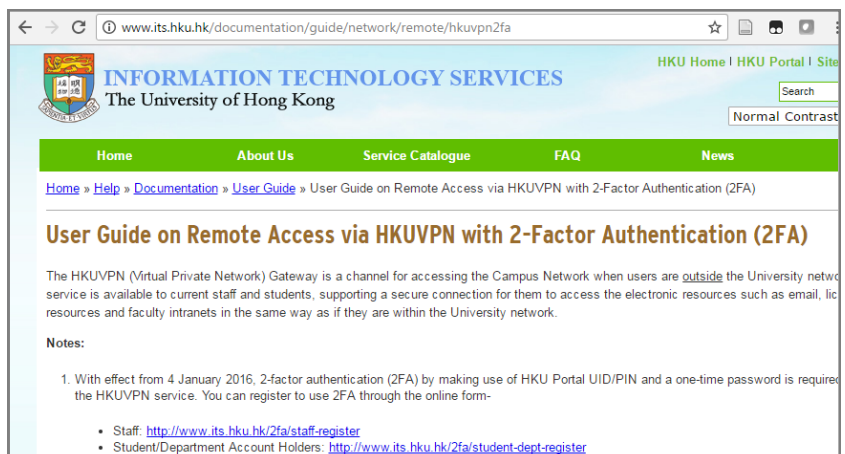 www.its.hku.hk/documentation/guide/network/remote/hkuvpn2fa
INFORMATION TECHNOLOGY SERVICES
The University of Hong Kong
HKU Home | HKU Portal | Site
Search
Normal Contrast
Home About Us Service Catalogue FAQ News
Home » Help » Documentation » User Guide » User Guide on Remote Access via HKUVPN with 2-Factor Authentication (2FA)
User Guide on Remote Access via HKUVPN with 2-Factor Authentication (2FA)
The HKUVPN (Virtual Private Network) Gateway is a channel for accessing the Campus Network when users are outside the University netwo
service is available to current staff and students, supporting a secure connection for them to access the electronic resources such as email, lic
resources and faculty intranets in the same way as if they are within the University network.
Notes:
1. With effect from 4 January 2016, 2-factor authentication (2FA) by making use of HKU Portal UID/PIN and a one-time password is required
the HKUVPN service. You can register to use 2FA through the online form-
• Staff: http://www.its.hku.hk/2fa/staff-register
• Student/Department Account Holders: http://www.its.hku.hk/2fa/student-dept-register